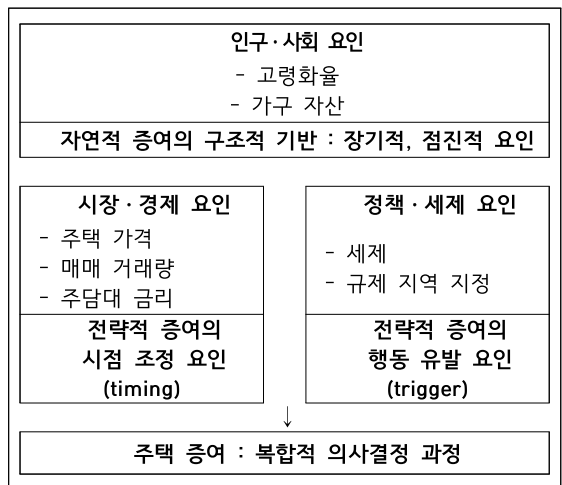 인구·사회 요인
- 고령화율
- 가구 자산
자연적 증여의 구조적 기반 : 장기적, 점진적 요인
시장·경제 요인
- 주택 가격
- 매매 거래량
- 주담대 금리
전략적 증여의
시점 조정 요인
(timing)
정책·세제 요인
- 세제
- 규제 지역 지정
전략적 증여의
행동 유발 요인
(trigger)
↓
주택 증여 : 복합적 의사결정 과정